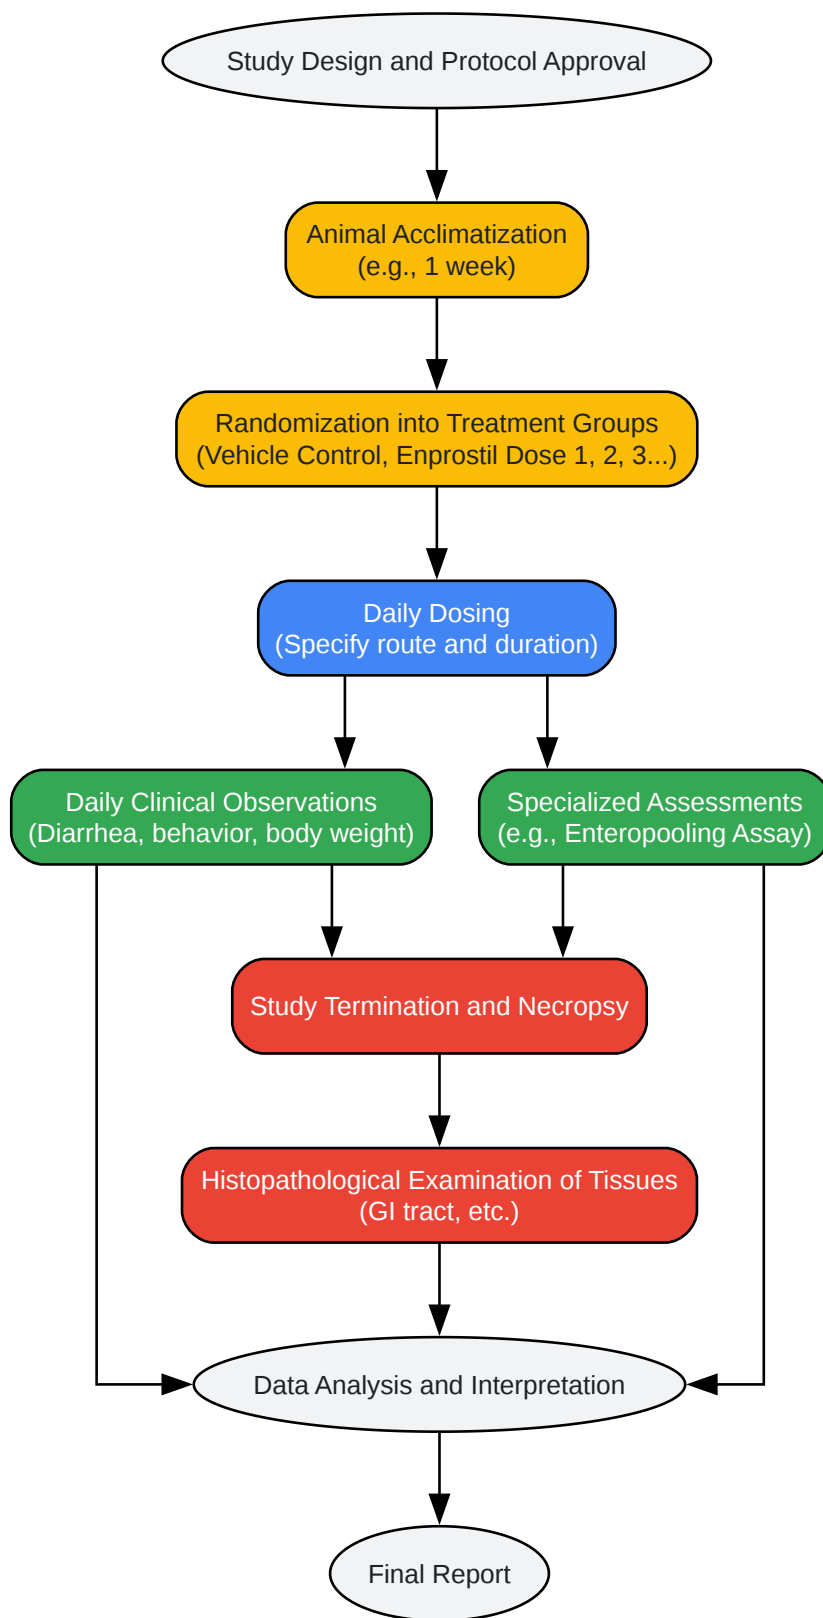 Study Design and Protocol Approval
Animal Acclimatization
(e.g., 1 week)
Randomization into Treatment Groups
(Vehicle Control, Enprostil Dose 1, 2, 3...)
Daily Dosing
(Specify route and duration)
Daily Clinical Observations
(Diarrhea, behavior, body weight)
Specialized Assessments
(e.g., Enteropooling Assay)
Study Termination and Necropsy
Histopathological Examination of Tissues
(GI tract, etc.)
Data Analysis and Interpretation
Final Report